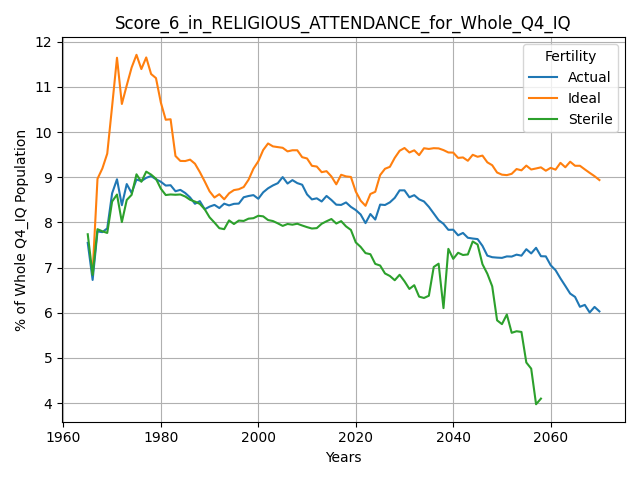 Score_6_in_RELIGIOUS_ATTENDANCE_for_Whole_Q4_IQ
% of Whole Q4_IQ Population
12
11
10
9
8
7
6
5
4
Fertility
Actual
Ideal
Sterile
1960 1980 2000 2020 2040 2060
Years